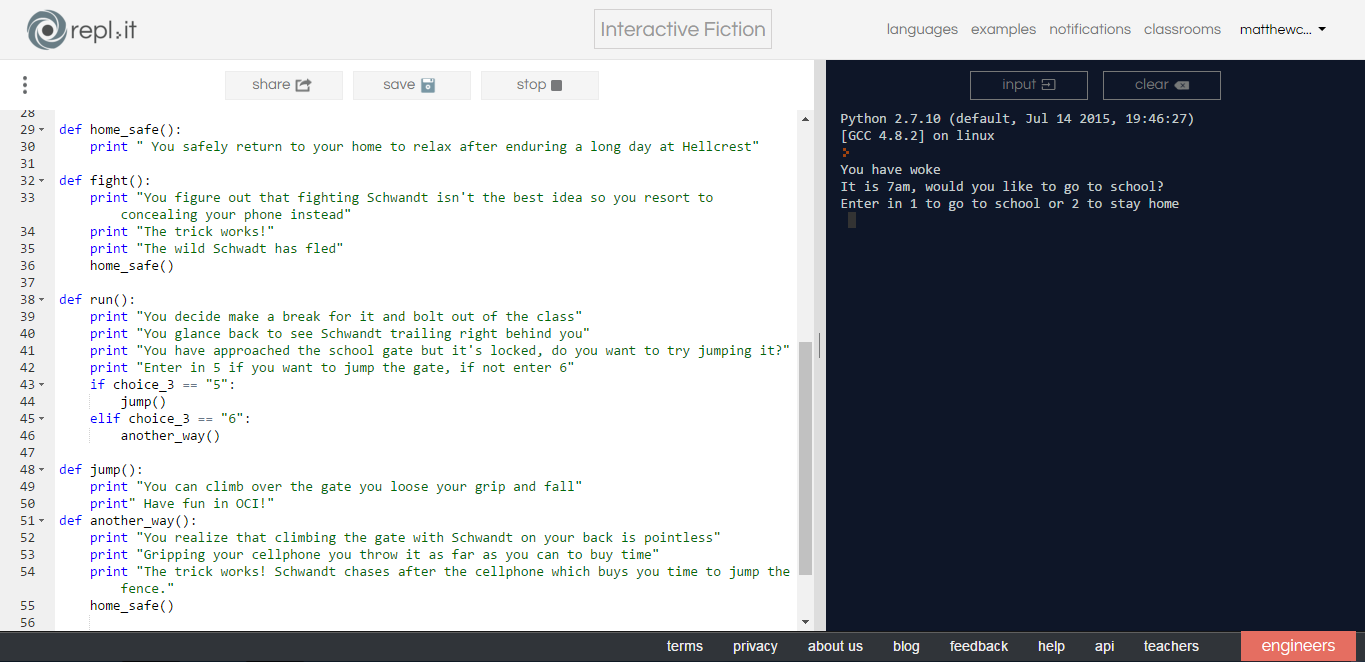 repl.it
Interactive Fiction
languages examples notifications classrooms matthewc...
share save stop
input clear
28
29 def home_safe():
30 print " You safely return to your home to relax after enduring a long day at Hellcrest"
31
32 def fight():
33 print "You figure out that fighting Schwandt isn't the best idea so you resort to
concealing your phone instead"
34 print "The trick works!"
35 print "The wild Schwadt has fled"
36 home_safe()
37
38 def run():
39 print "You decide make a break for it and bolt out of the class"
40 print "You glance back to see Schwandt trailing right behind you"
41 print "You have approached the school gate but it's locked, do you want to try jumping it?"
42 print "Enter in 5 if you want to jump the gate, if not enter 6"
43 if choice_3 == "5":
44 jump()
45 elif choice_3 == "6":
46 another_way()
47
48 def jump():
49 print "You can climb over the gate you loose your grip and fall"
50 print" Have fun in OCI!"
51 def another_way():
52 print "You realize that climbing the gate with Schwandt on your back is pointless"
53 print "Gripping your cellphone you throw it as far as you can to buy time"
54 print "The trick works! Schwandt chases after the cellphone which buys you time to jump the
fence."
55 home_safe()
56
Python 2.7.10 (default, Jul 14 2015, 19:46:27)
[GCC 4.8.2] on linux
You have woke
It is 7am, would you like to go to school?
Enter in 1 to go to school or 2 to stay home
terms privacy about us blog feedback help api teachers engineers